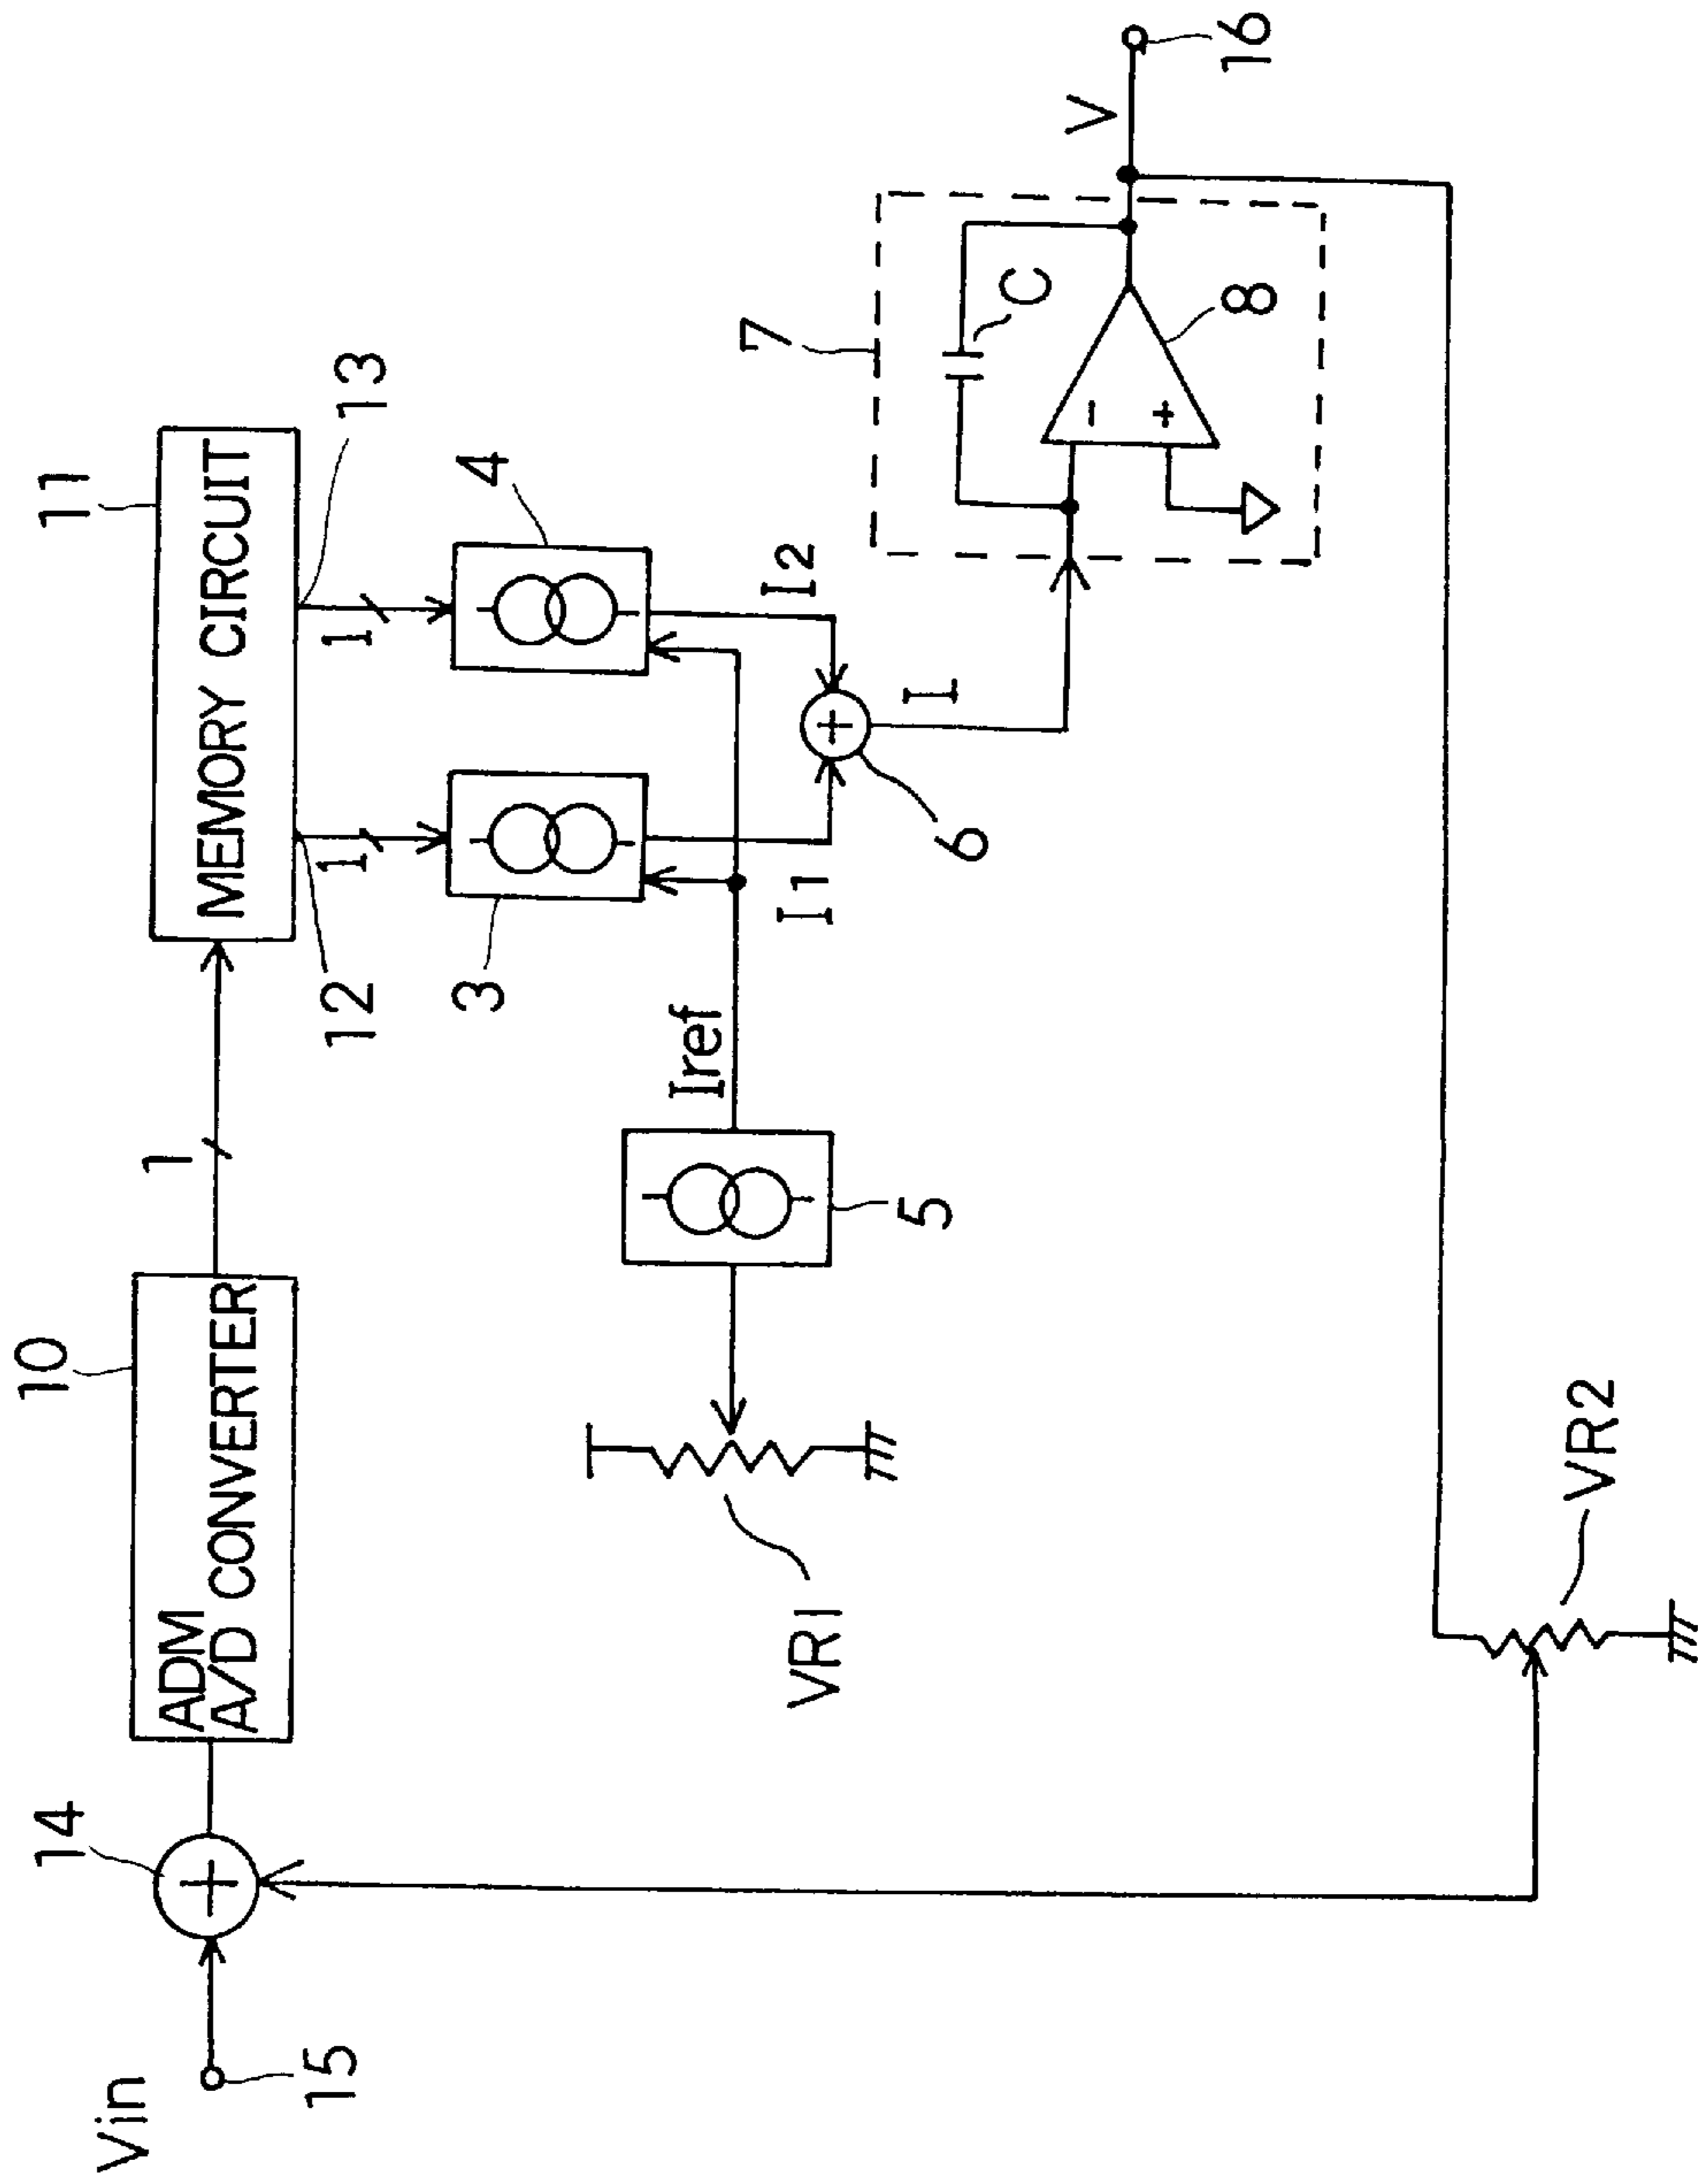 10
11
14
ADM
A/D CONVERTER
1
MEMORY CIRCUIT
Vin
15
12
1
1
13
3
4
Iref
I1
I2
5
VR1
6
I
7
C
-
+
8
V
16
VR2